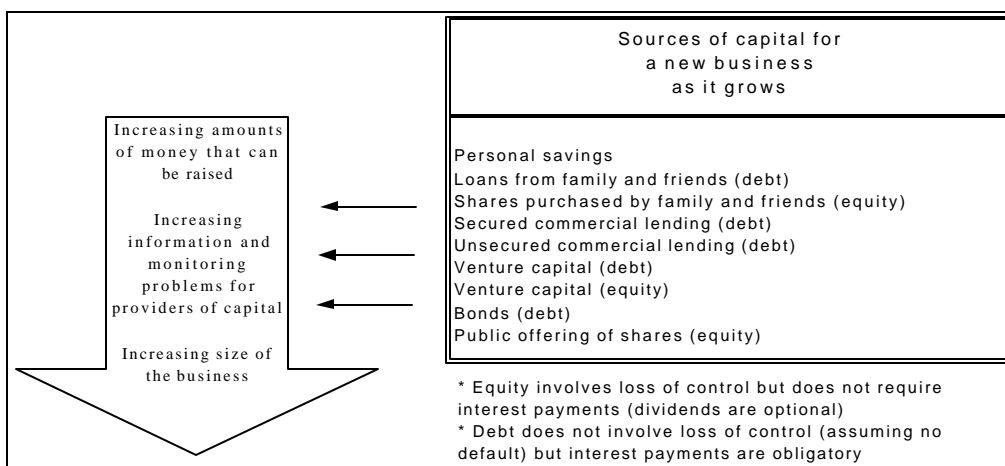 Sources of capital for
a new business
as it grows
Increasing amounts
of money that can
be raised
Increasing
information and
monitoring
problems for
providers of capital
Increasing size of
the business
Personal savings
Loans from family and friends (debt)
Shares purchased by family and friends (equity)
Secured commercial lending (debt)
Unsecured commercial lending (debt)
Venture capital (debt)
Venture capital (equity)
Bonds (debt)
Public offering of shares (equity)
* Equity involves loss of control but does not require
interest payments (dividends are optional)
* Debt does not involve loss of control (assuming no
default) but interest payments are obligatory